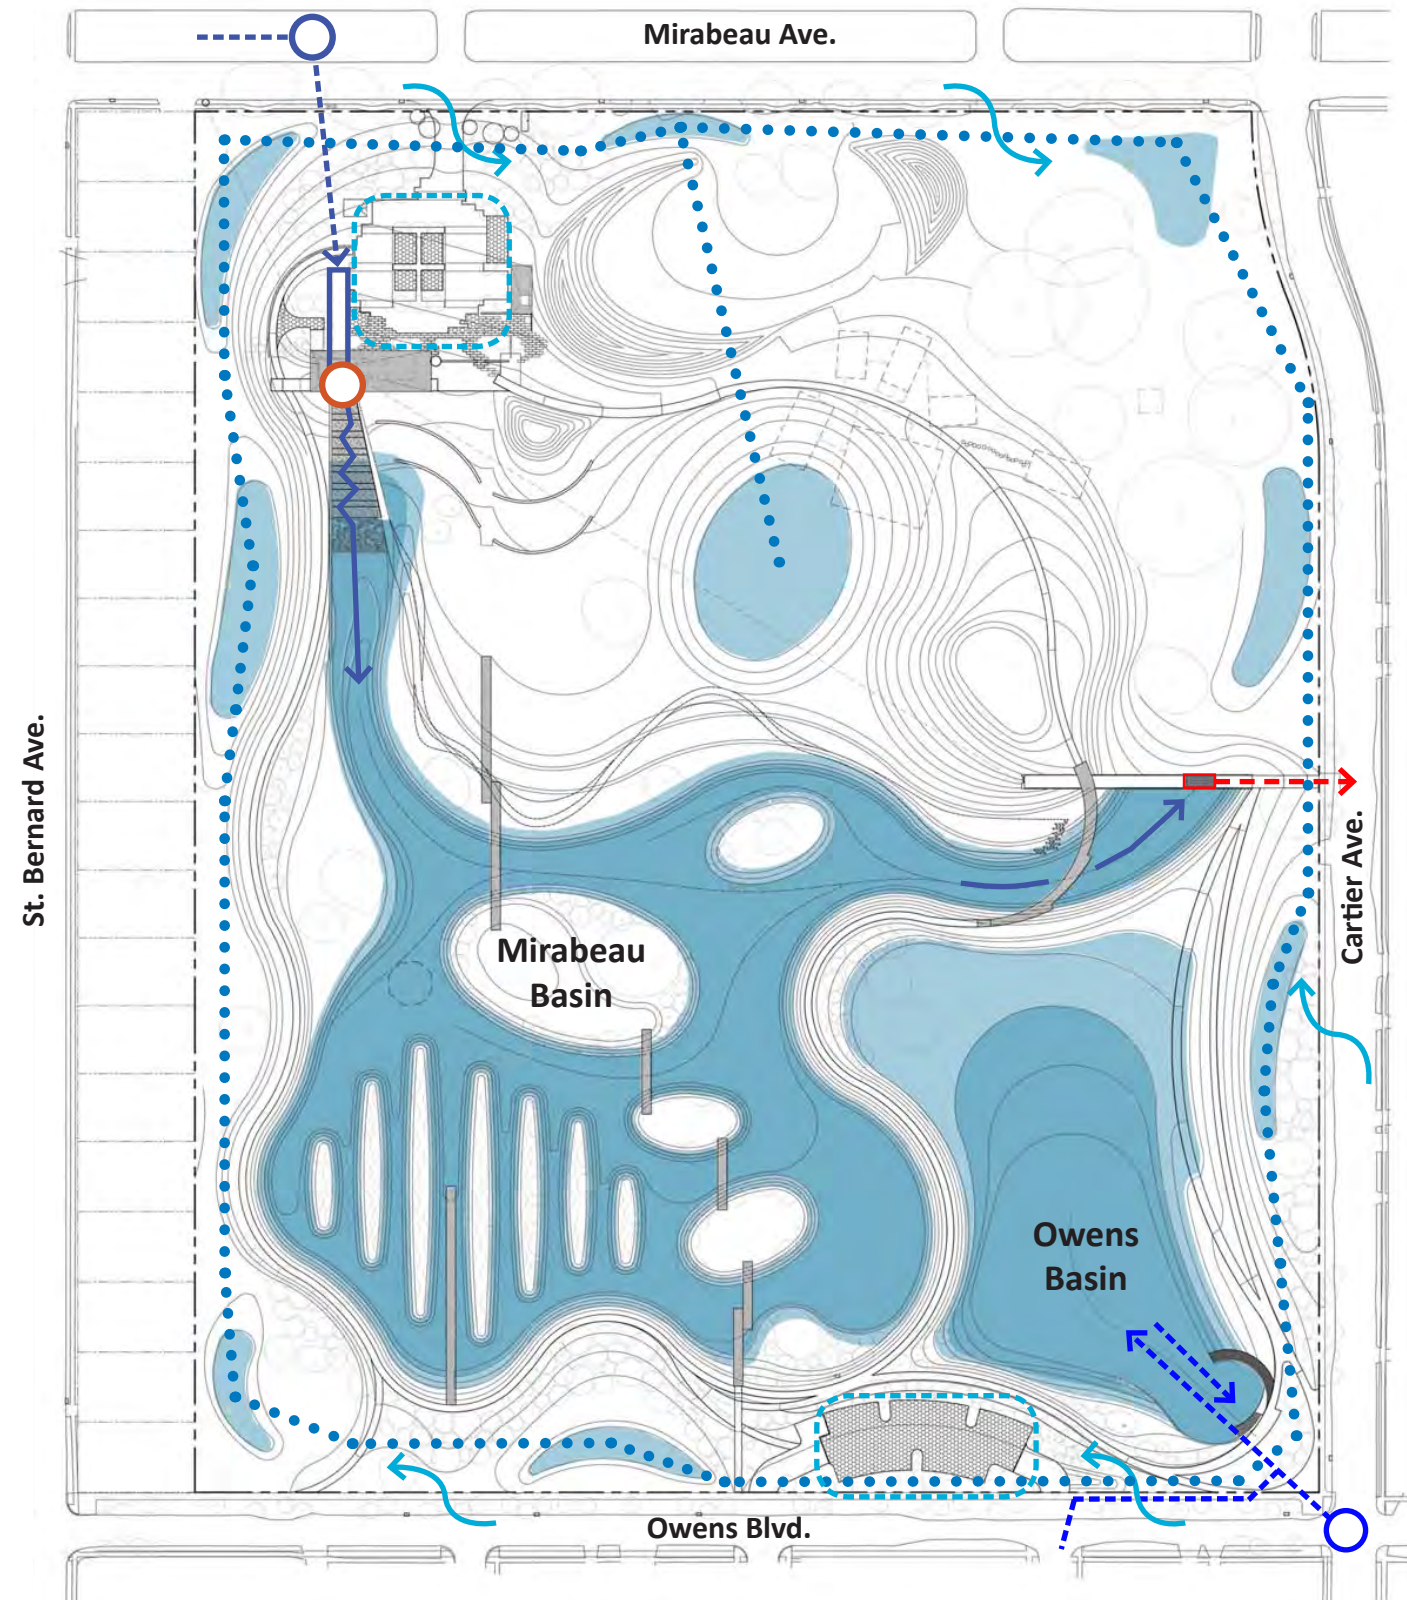 Mirabeau Ave.
St. Bernard Ave.
Cartier Ave.
Mirabeau
Basin
Owens
Basin
Owens Blvd.